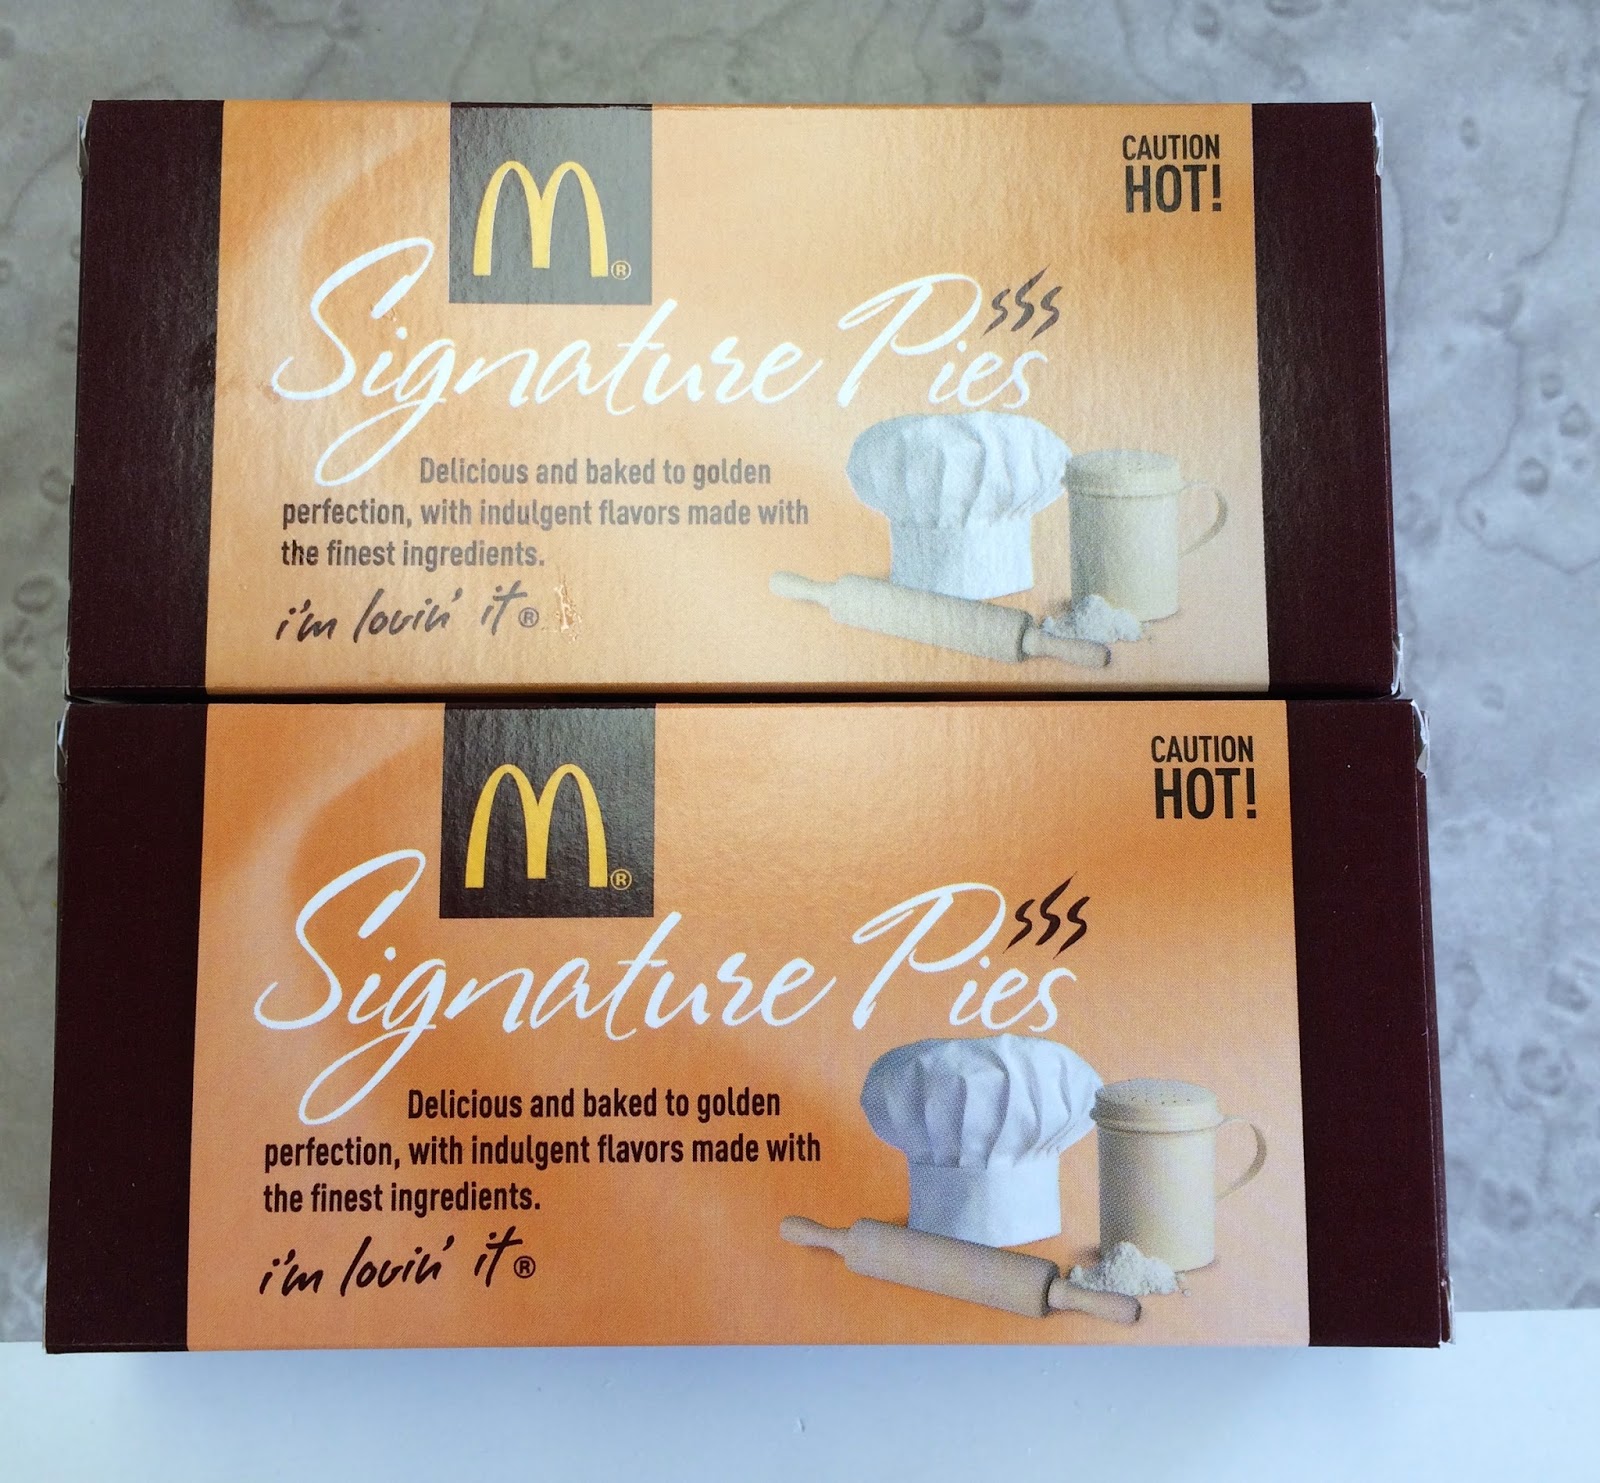 M®
CAUTION
HOT!
Signature Pies
Delicious and baked to golden
perfection, with indulgent flavors made with
the finest ingredients.
i'm lovin' it®
M®
CAUTION
HOT!
Signature Pies
Delicious and baked to golden
perfection, with indulgent flavors made with
the finest ingredients.
i'm lovin' it®